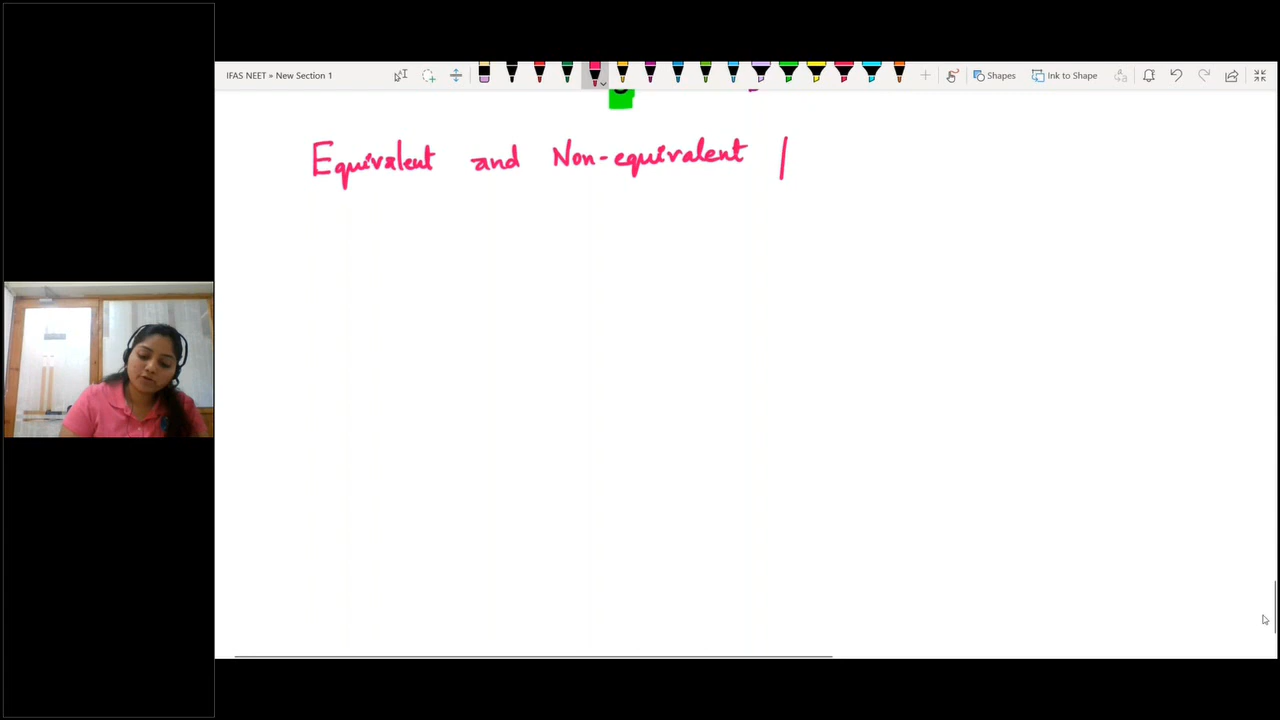 IFAS NEET » New Section 1
Shapes
Ink to Shape
Equivalent and Non-equivalent